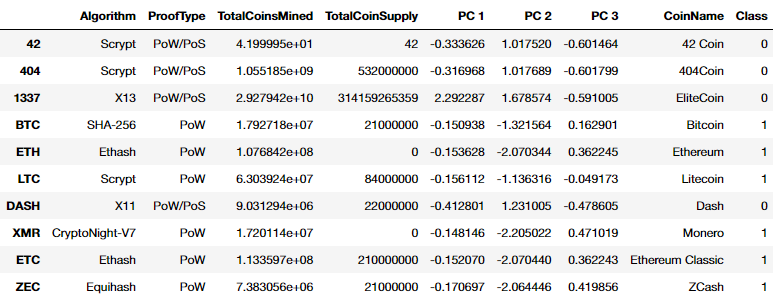 Algorithm ProofType TotalCoinsMined TotalCoinSupply PC 1 PC 2 PC 3 CoinName Class
42 Scrypt PoW/PoS 4.199995e+01 42 -0.333626 1.017520 -0.601464 42 Coin 0
404 Scrypt PoW/PoS 1.055185e+09 532000000 -0.316968 1.017689 -0.601799 404Coin 0
1337 X13 PoW/PoS 2.927942e+10 314159265359 2.292287 1.678574 -0.591005 EliteCoin 0
BTC SHA-256 PoW 1.792718e+07 21000000 -0.150938 -1.321564 0.162901 Bitcoin 1
ETH Ethash PoW 1.076842e+08 0 -0.153628 -2.070344 0.362245 Ethereum 1
LTC Scrypt PoW 6.303924e+07 84000000 -0.156112 -1.136316 -0.049173 Litecoin 1
DASH X11 PoW/PoS 9.031294e+06 22000000 -0.412801 1.231005 -0.478605 Dash 0
XMR CryptoNight-V7 PoW 1.720114e+07 0 -0.148146 -2.205022 0.471019 Monero 1
ETC Ethash PoW 1.133597e+08 210000000 -0.152070 -2.070440 0.362243 Ethereum Classic 1
ZEC Equihash PoW 7.383056e+06 21000000 -0.170697 -2.064446 0.419856 ZCash 1